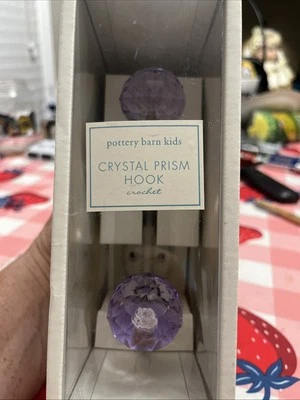 pottery barn kids
CRYSTAL PRISM
HOOK
crochet